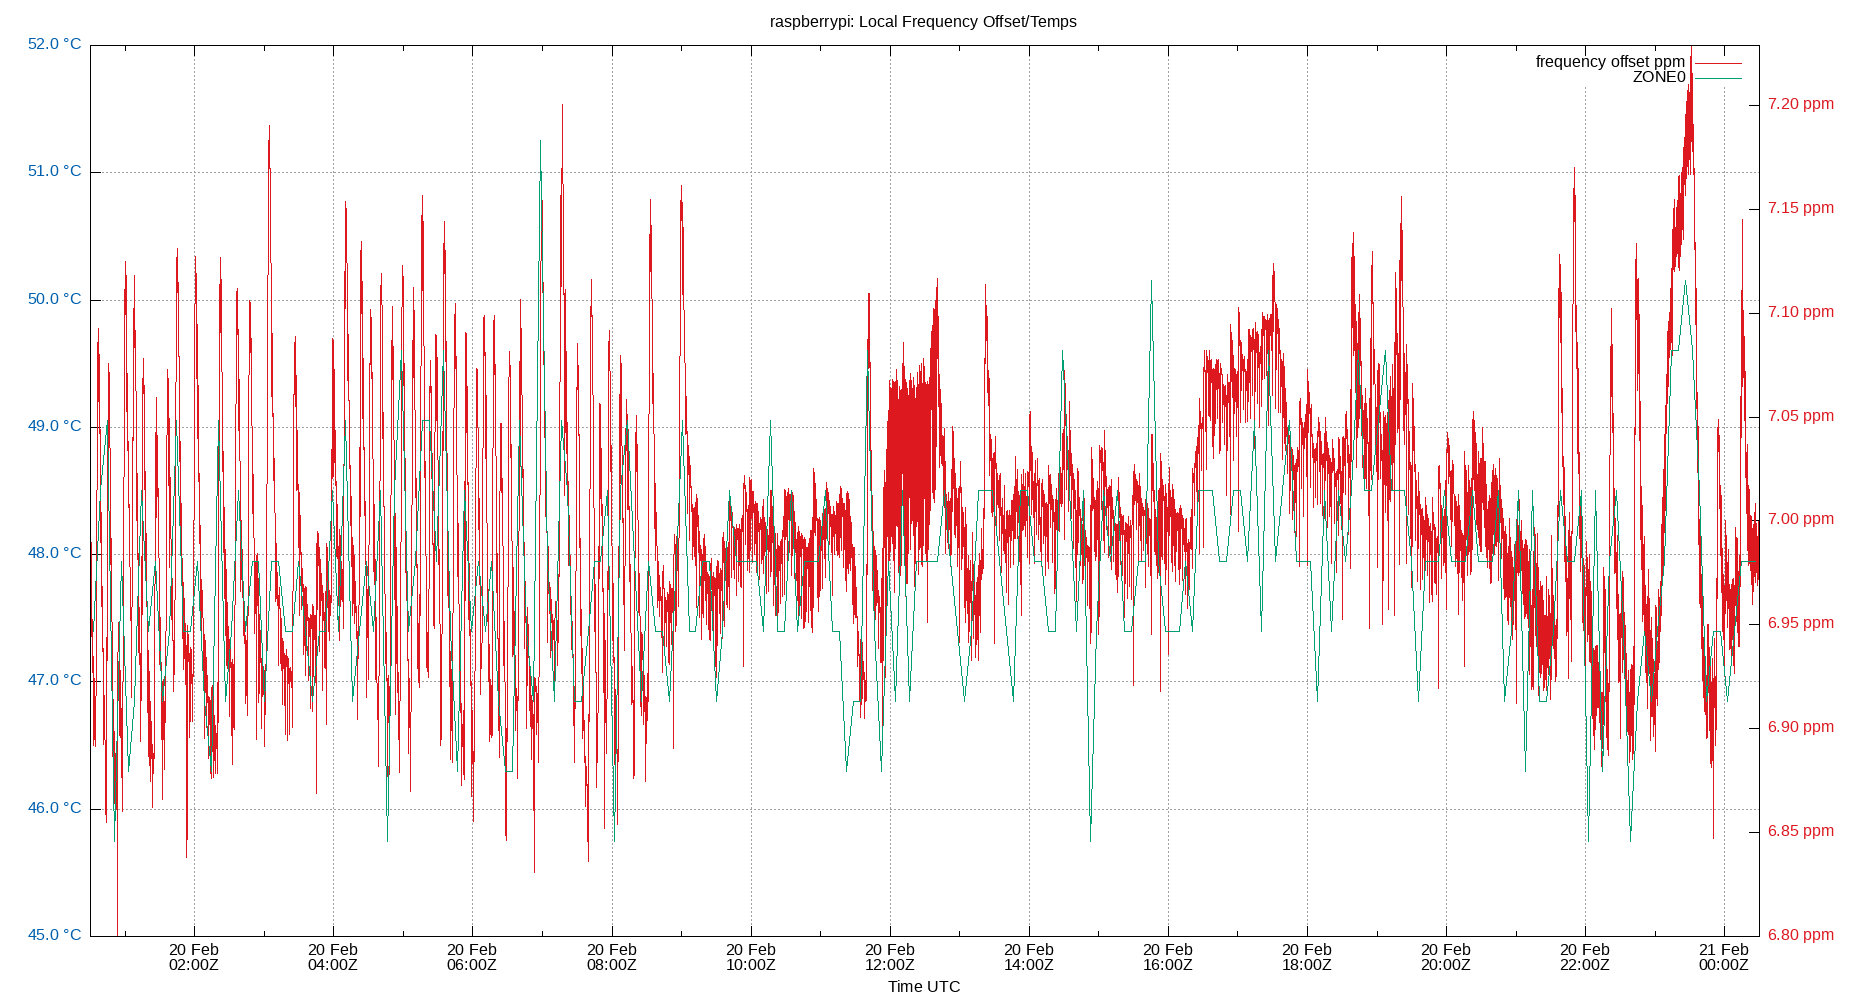 raspberrypi: Local Frequency Offset/Temps
52.0 °C
51.0 °C
50.0 °C
49.0 °C
48.0 °C
47.0 °C
46.0 °C
45.0 °C
frequency offset ppm
ZONE0
7.20 ppm
7.15 ppm
7.10 ppm
7.05 ppm
7.00 ppm
6.95 ppm
6.90 ppm
6.85 ppm
6.80 ppm
20 Feb
02:00Z
20 Feb
04:00Z
20 Feb
06:00Z
20 Feb
08:00Z
20 Feb
10:00Z
20 Feb
12:00Z
20 Feb
14:00Z
20 Feb
16:00Z
20 Feb
18:00Z
20 Feb
20:00Z
20 Feb
22:00Z
21 Feb
00:00Z
Time UTC